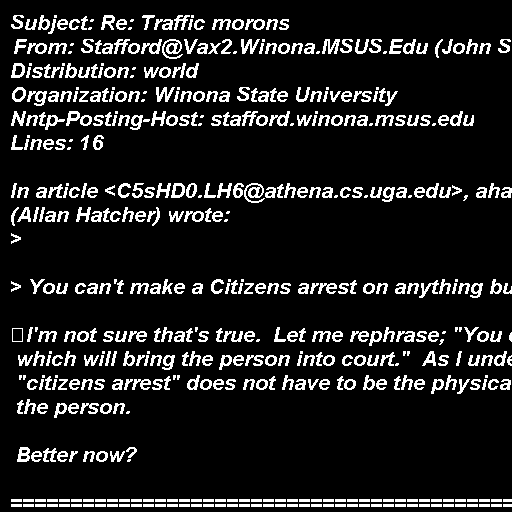 Subject: Re: Traffic morons
From: Stafford@Vax2.Winona.MSUS.Edu (John S
Distribution: world
Organization: Winona State University
Nntp-Posting-Host: stafford.winona.msus.edu
Lines: 16

In article <C5sHD0.LH6@athena.cs.uga.edu>, aha
(Allan Hatcher) wrote:
>

> You can't make a Citizens arrest on anything bu

I'm not sure that's true.  Let me rephrase; "You
which will bring the person into court."  As I unde
"citizens arrest" does not have to be the physica
the person.

Better now?

================================================